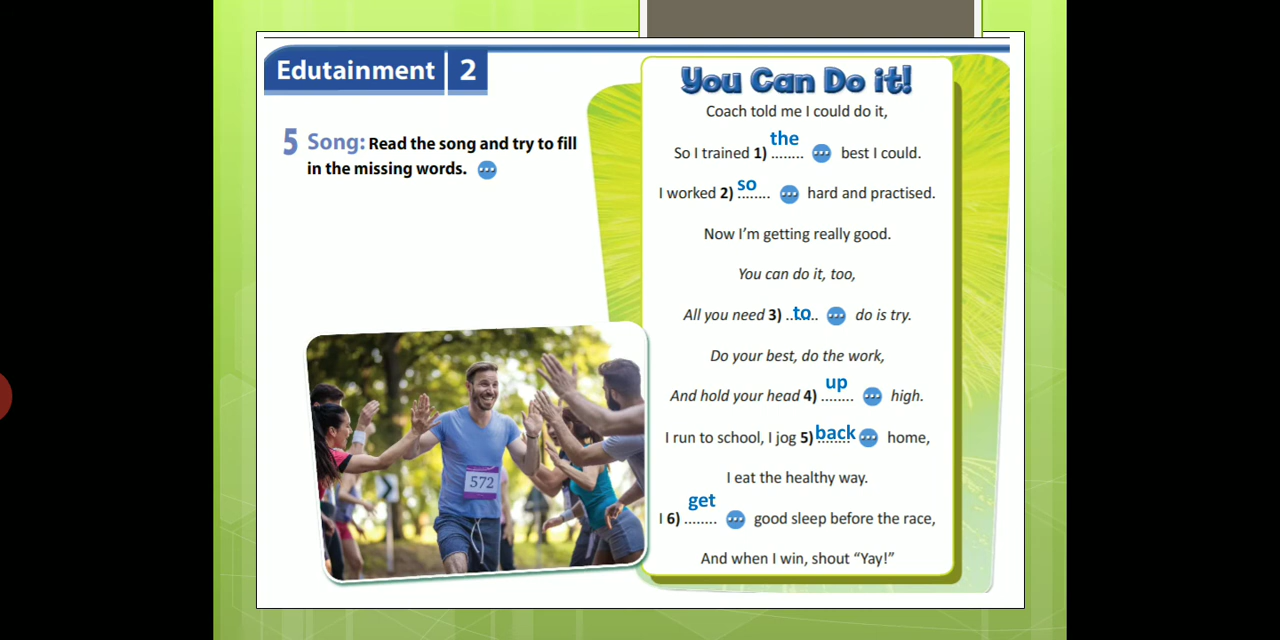 Edutainment 2
5 Song: Read the song and try to fill
in the missing words.
You Can Do it!
Coach told me I could do it,
So I trained 1) the ........ best I could.
I worked 2) so ........ hard and practised.
Now I'm getting really good.
You can do it, too,
All you need 3) ..to.... do is try.
Do your best, do the work,
And hold your head 4) up ........ high.
I run to school, I jog 5) back ........ home,
I eat the healthy way.
I 6) get ........ good sleep before the race,
And when I win, shout "Yay!"
572